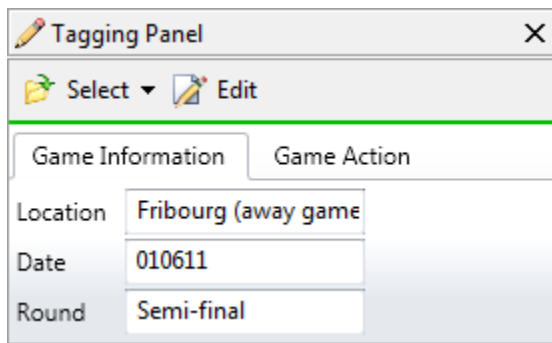 Tagging Panel
Select Edit
Game Information Game Action
Location Fribourg (away game
Date 010611
Round Semi-final